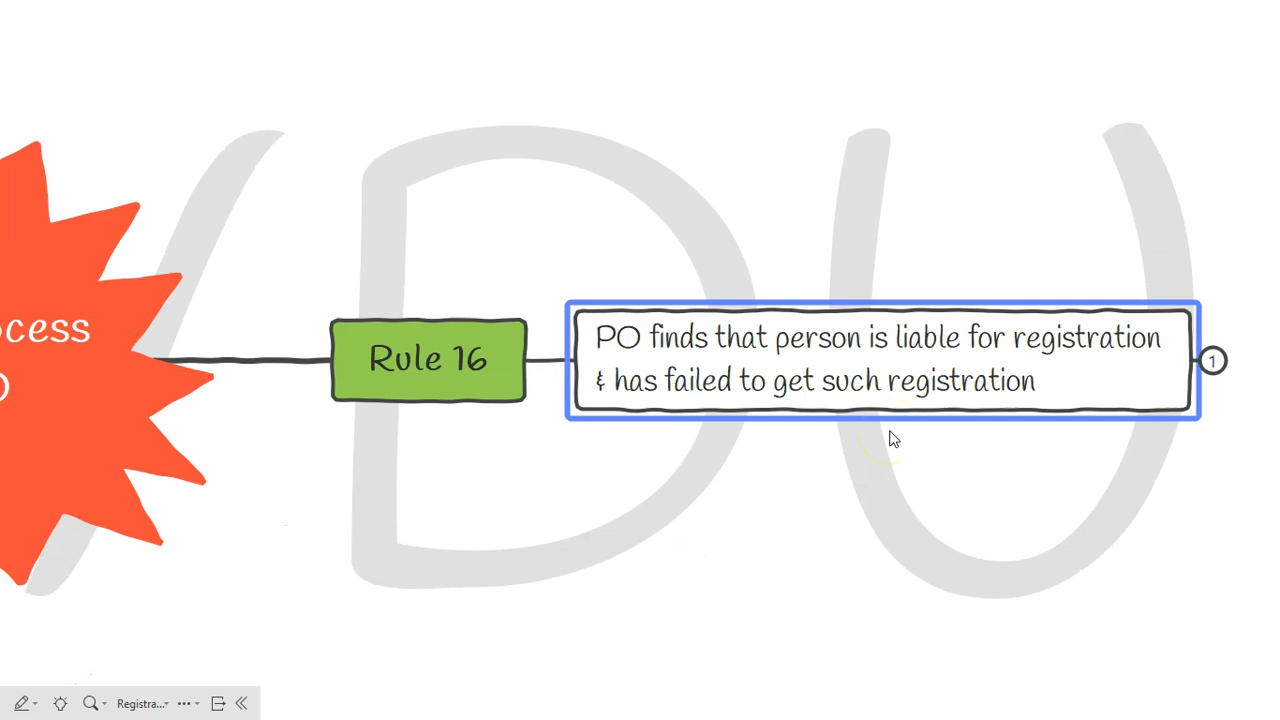 ocess
O
Rule 16
PO finds that person is liable for registration
& has failed to get such registration
1
VDU
Registra...